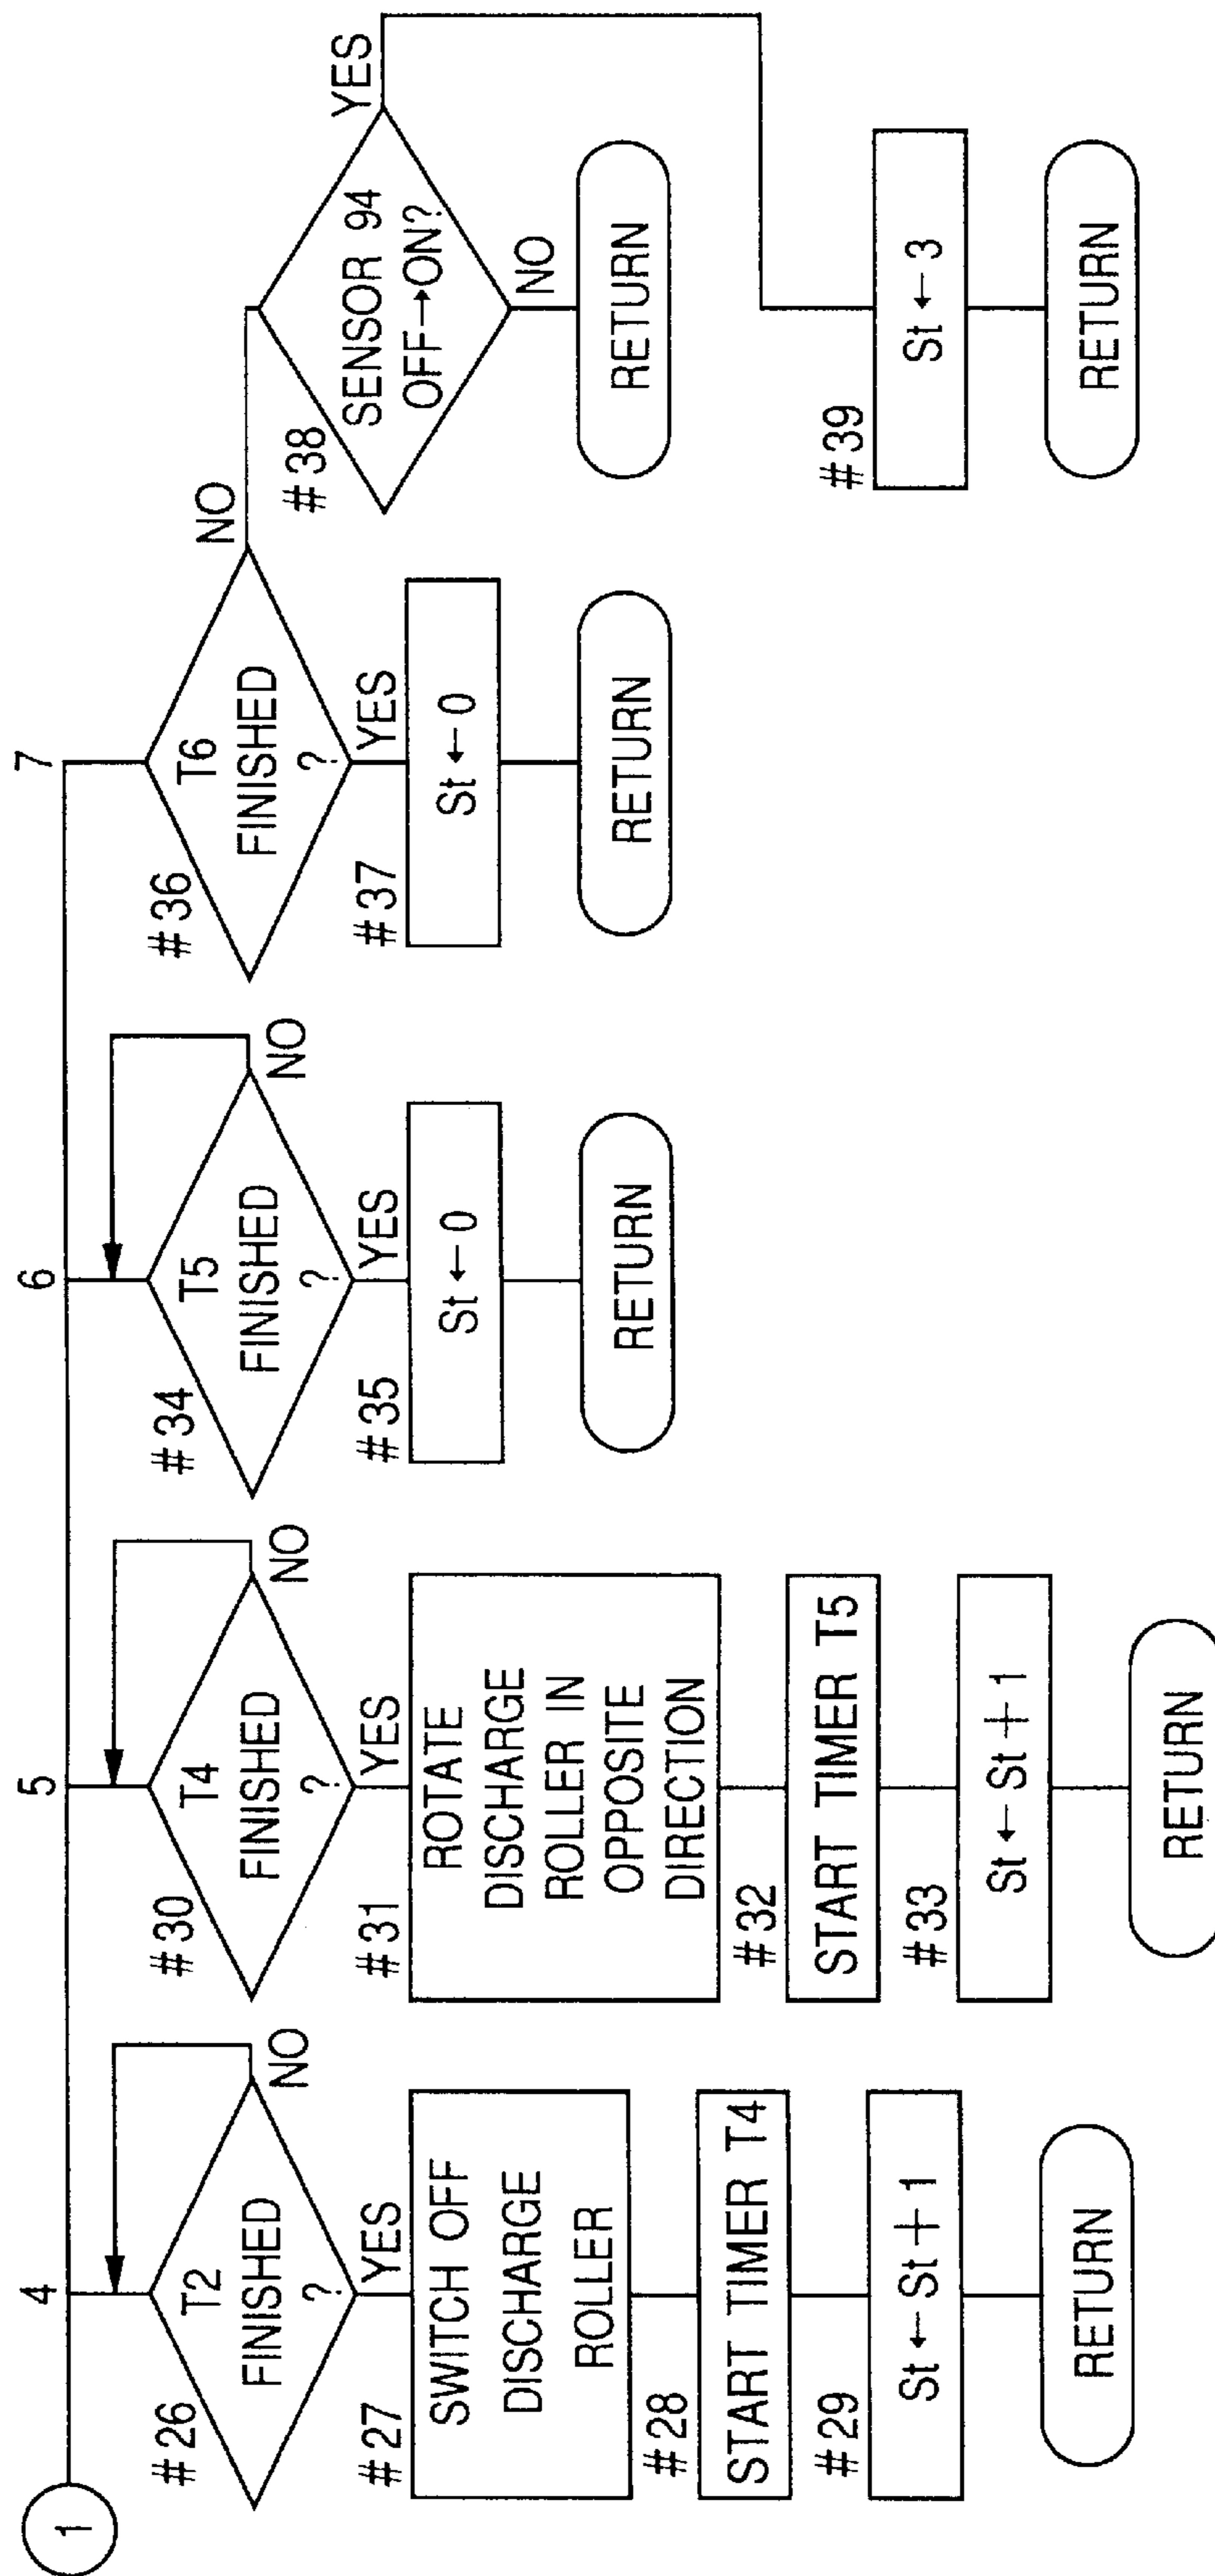 1
4
#26
T2
FINISHED
?
NO
YES
#27
SWITCH OFF
DISCHARGE
ROLLER
#28
START TIMER T4
#29
St ← St + 1
RETURN
5
#30
T4
FINISHED
?
NO
YES
#31
ROTATE
DISCHARGE
ROLLER IN
OPPOSITE
DIRECTION
#32
START TIMER T5
#33
St ← St + 1
RETURN
6
#34
T5
FINISHED
?
NO
YES
#35
St ← 0
RETURN
7
#36
T6
FINISHED
?
NO
YES
#37
St ← 0
RETURN
#38
SENSOR 94
OFF→ON?
YES
NO
RETURN
#39
St ← 3
RETURN